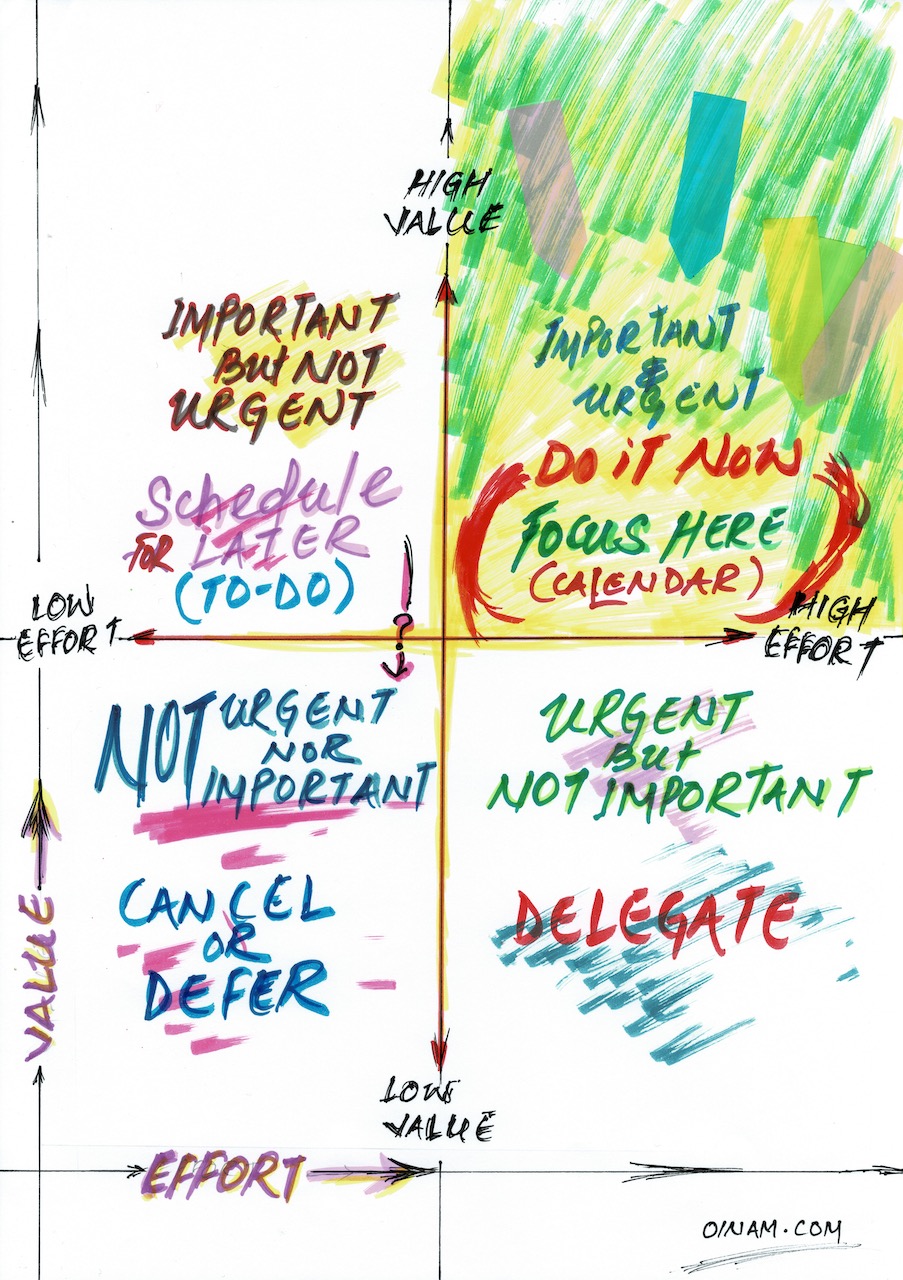 HIGH
VALUE
IMPORTANT
But NOT
URGENT
Schedule
FOR LATER
(TO-DO)
IMPORTANT
&
URGENT
DO iT NOW
FOCUS HERE
(CALENDAR)
LOW
EFFORT
HIGH
EFFORT
?
NOT URGENT
NOR
IMPORTANT
CANCEL
OR
DEFER
URGENT
But
NOT IMPORTANT
DELEGATE
VALUE
LOW
VALUE
EFFORT
OINAM.COM